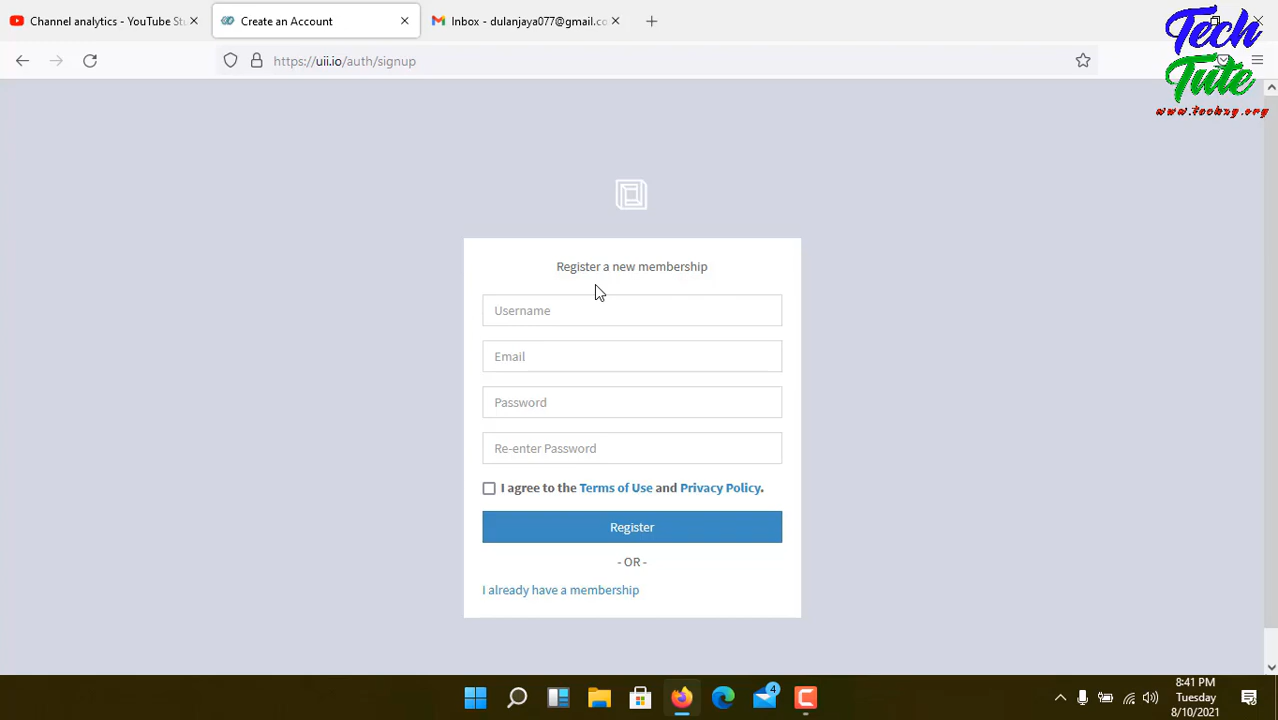 Channel analytics - YouTube Stu
Create an Account
Inbox - dulanjaya077@gmail.co
Tech
Tute
www.techzy.org
https://uii.io/auth/signup
Register a new membership
Username
Email
Password
Re-enter Password
I agree to the Terms of Use and Privacy Policy.
Register
- OR -
I already have a membership
4
8:41 PM
Tuesday
8/10/2021